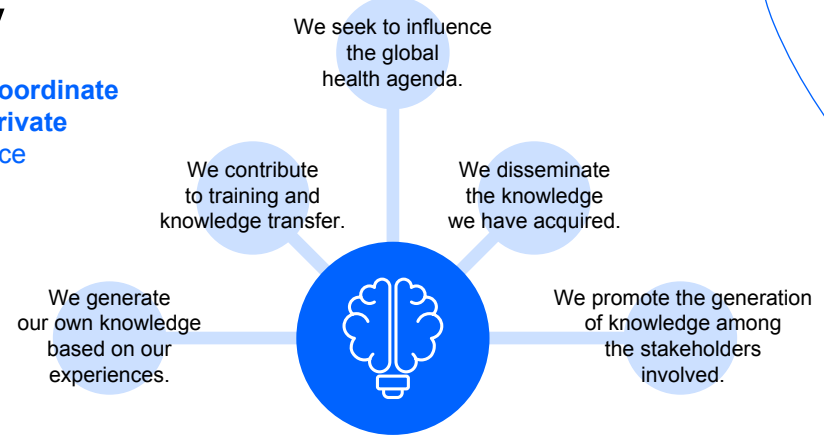 We seek to influence
the global
health agenda.
oordinate
rivate
ce
We contribute
to training and
knowledge transfer.
We disseminate
the knowledge
we have acquired.
We generate
our own knowledge
based on our
experiences.
We promote the generation
of knowledge among
the stakeholders
involved.